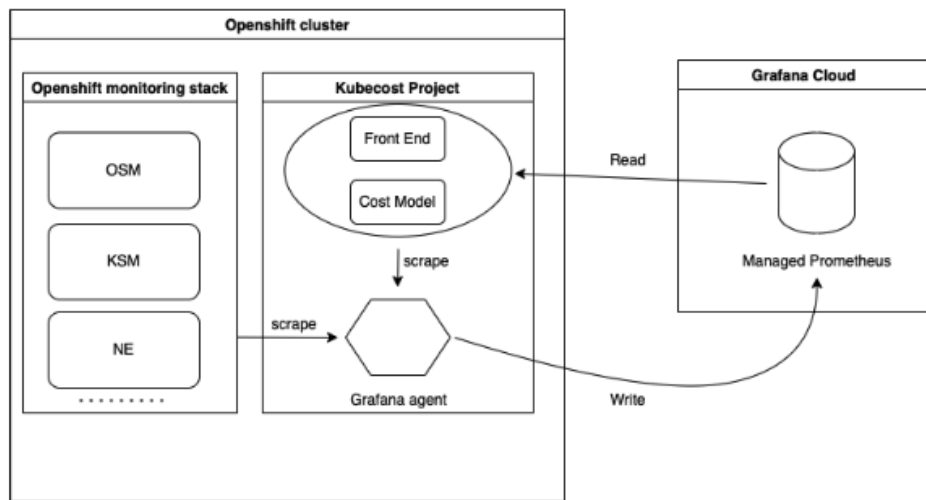 Openshift cluster
Openshift monitoring stack
OSM
KSM
NE
Kubecost Project
Front End
Cost Model
scrape
scrape
Grafana agent
Read
Write
Grafana Cloud
Managed Prometheus